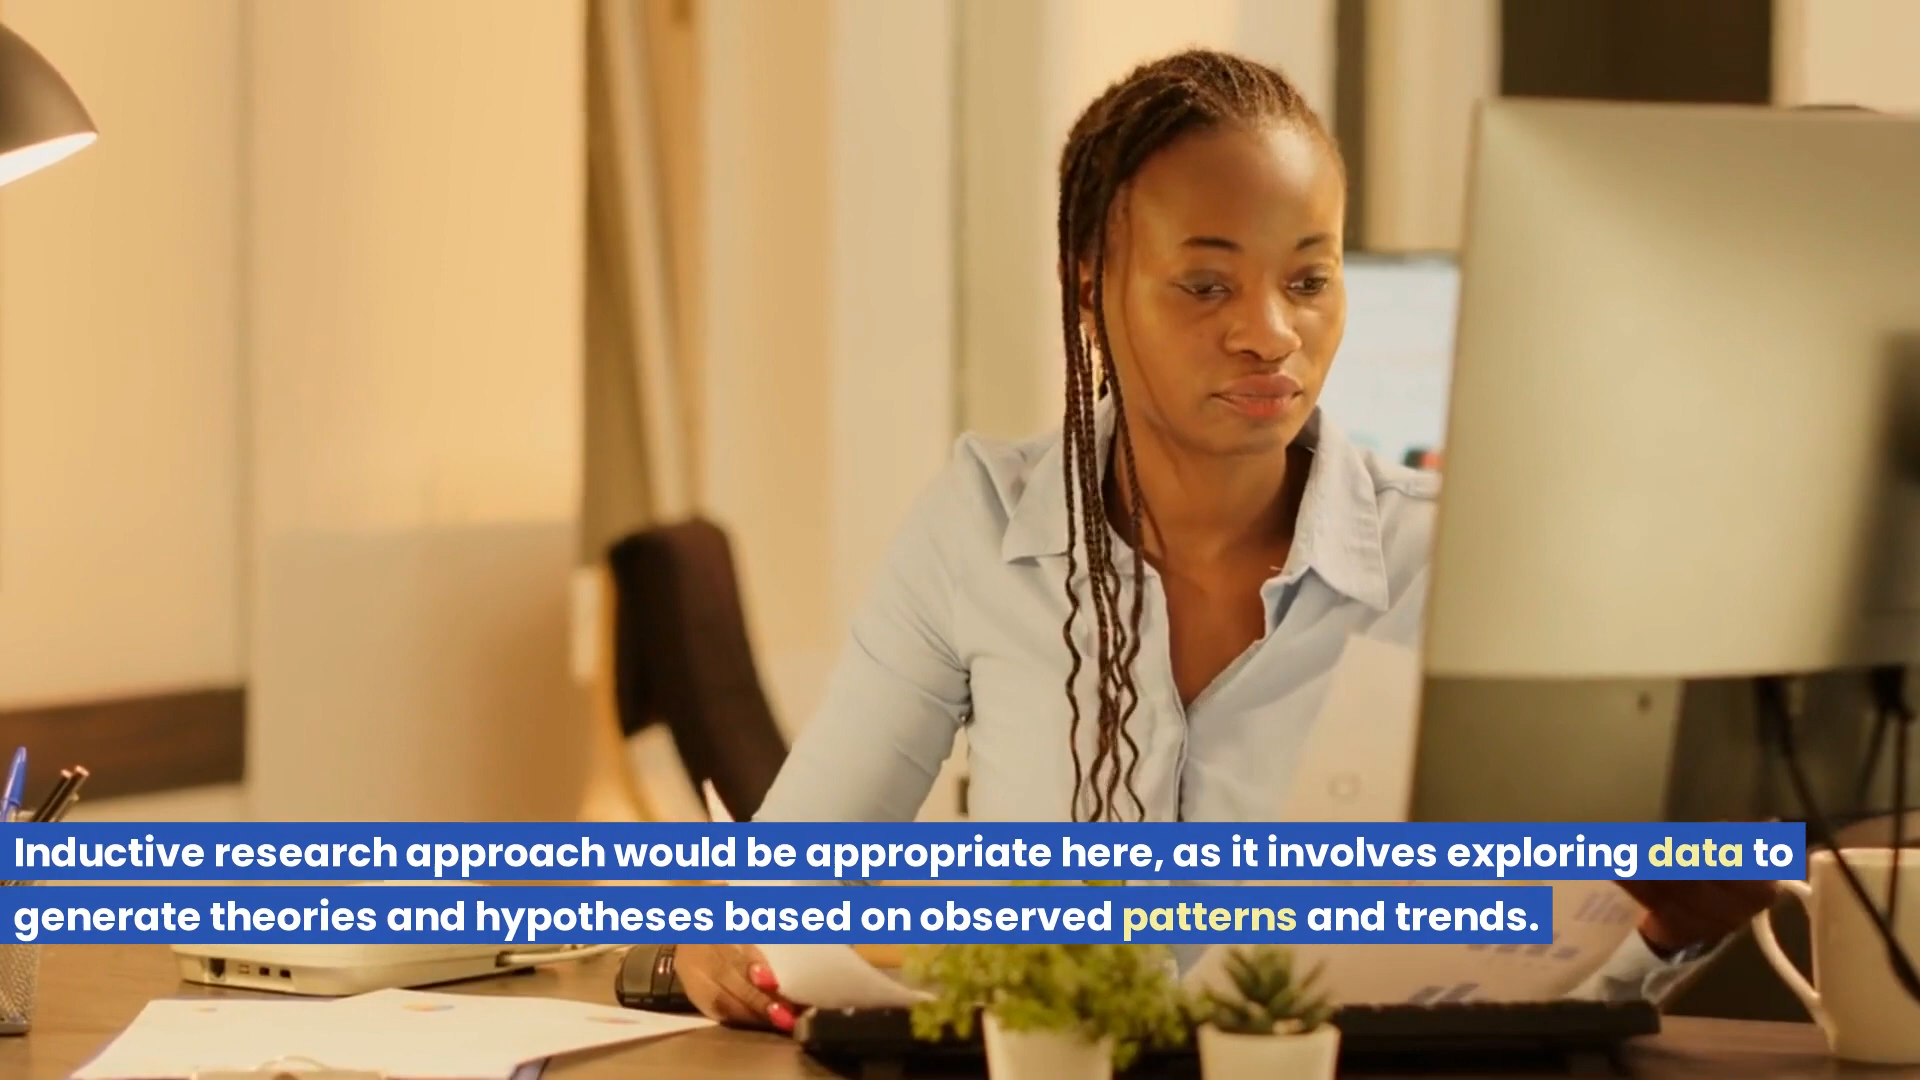 Inductive research approach would be appropriate here, as it involves exploring data to
generate theories and hypotheses based on observed patterns and trends.